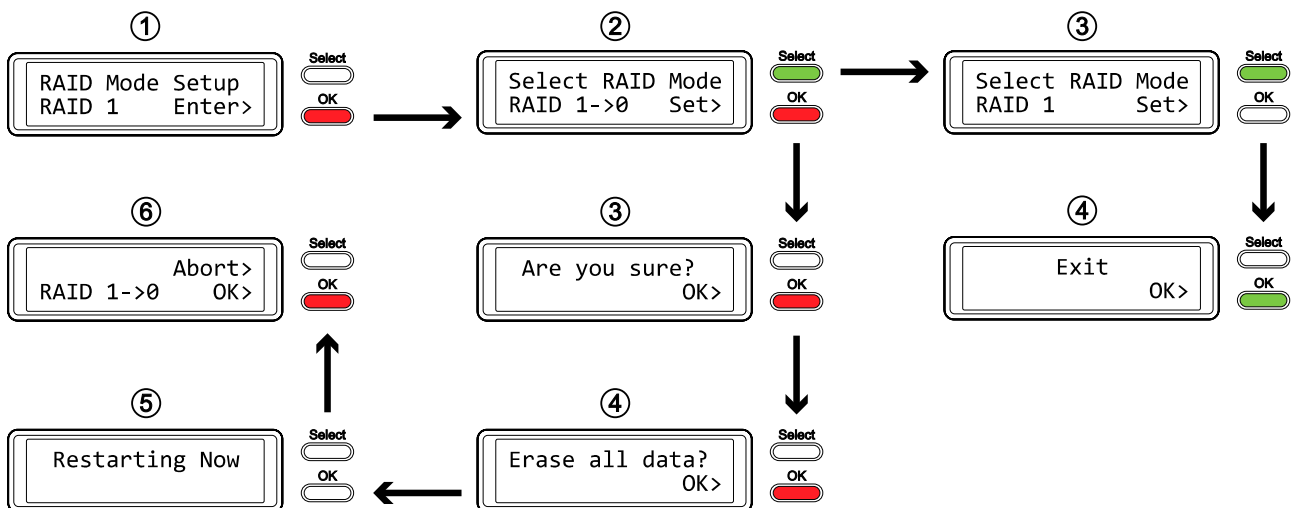 ①
RAID Mode Setup
RAID 1 Enter>
Select
OK
②
Select RAID Mode
RAID 1->0 Set>
Select
OK
③
Select RAID Mode
RAID 1 Set>
Select
OK
⑥
Abort>
RAID 1->0 OK>
Select
OK
③
Are you sure?
OK>
Select
OK
④
Exit
OK>
Select
OK
⑤
Restarting Now
Select
OK
④
Erase all data?
OK>
Select
OK